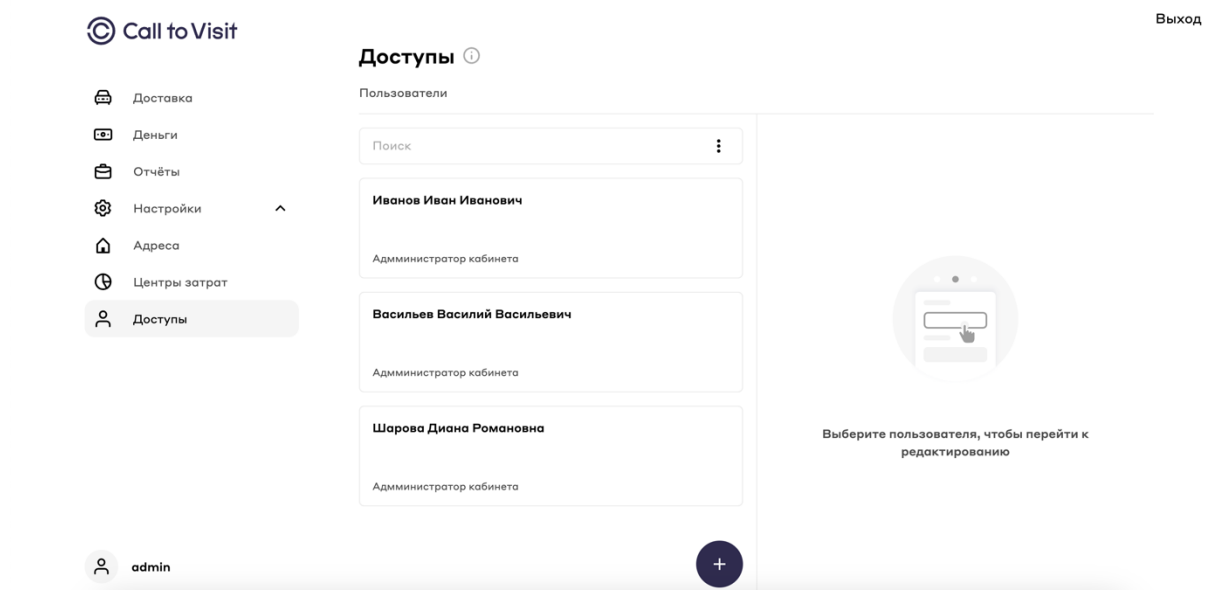 Call to Visit
Выход
Доступы
Пользователи
Доставка
Деньги
Отчёты
Настройки
Адреса
Центры затрат
Доступы
Поиск
Иванов Иван Иванович
Адмминистратор кабинета
Васильев Василий Васильевич
Адмминистратор кабинета
Шарова Диана Романовна
Адмминистратор кабинета
Выберите пользователя, чтобы перейти к
редактированию
admin